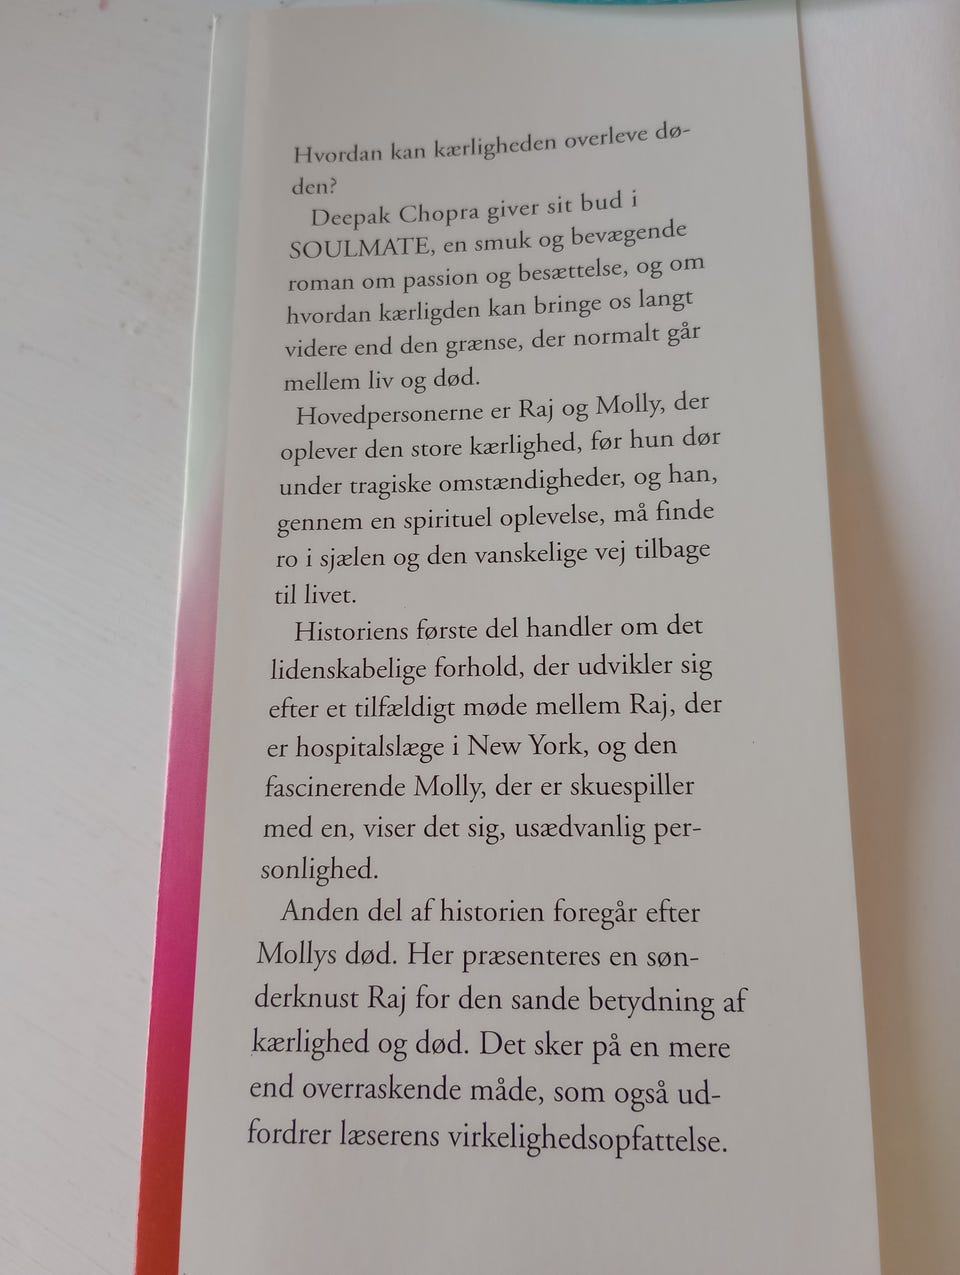 Hvordan kan kærligheden overleve dø-
den?
Deepak Chopra giver sit bud i
SOULMATE, en smuk og bevægende
roman om passion og besættelse, og om
hvordan kærligden kan bringe os langt
videre end den grænse, der normalt går
mellem liv og død.
Hovedpersonerne er Raj og Molly, der
oplever den store kærlighed, før hun dør
under tragiske omstændigheder, og han,
gennem en spirituel oplevelse, må finde
ro i sjælen og den vanskelige vej tilbage
til livet.
Historiens første del handler om det
lidenskabelige forhold, der udvikler sig
efter et tilfældigt møde mellem Raj, der
er hospitalslæge i New York, og den
fascinerende Molly, der er skuespiller
med en, viser det sig, usædvanlig per-
sonlighed.
Anden del af historien foregår efter
Mollys død. Her præsenteres en søn-
derknust Raj for den sande betydning af
kærlighed og død. Det sker på en mere
end overraskende måde, som også ud-
fordrer læserens virkelighedsopfattelse.